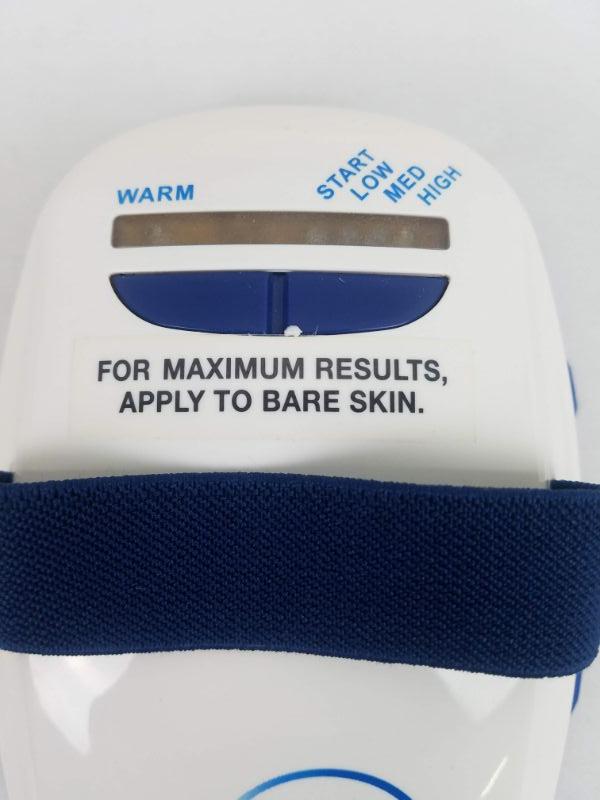 WARM
START
LOW
MED
HIGH
FOR MAXIMUM RESULTS,
APPLY TO BARE SKIN.